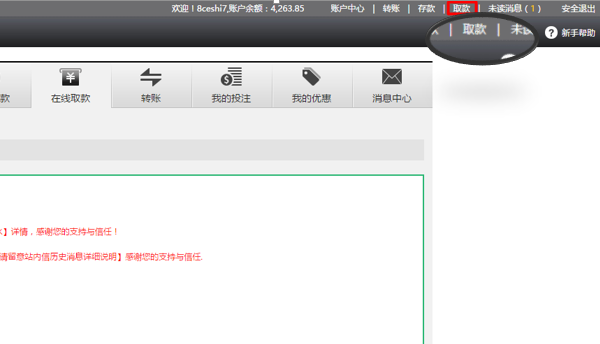 欢迎！8ceshi7,账户余额：4,263.85 账户中心 | 转账 | 存款 | 取款 | 未读消息（1） 安全退出
| 取款 | 未读
? 新手帮助
款 在线取款 转账 我的投注 我的优惠 消息中心
】详情，感谢您的支持与信任！
请留意站内信历史消息详细说明】感谢您的支持与信任.